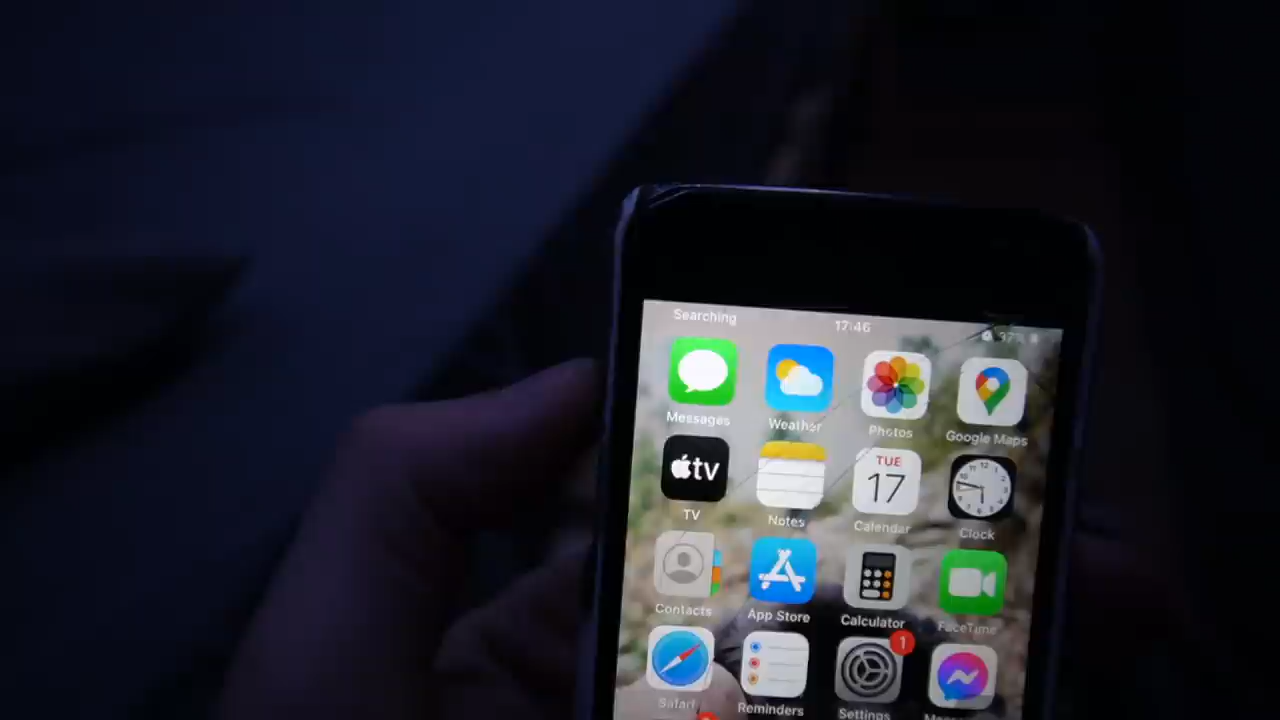 Searching 17:46 37%
Messages Weather Photos Google Maps
tv TUE 17
TV Notes Calendar Clock
Contacts App Store Calculator FaceTime
1
Safari Reminders Settings